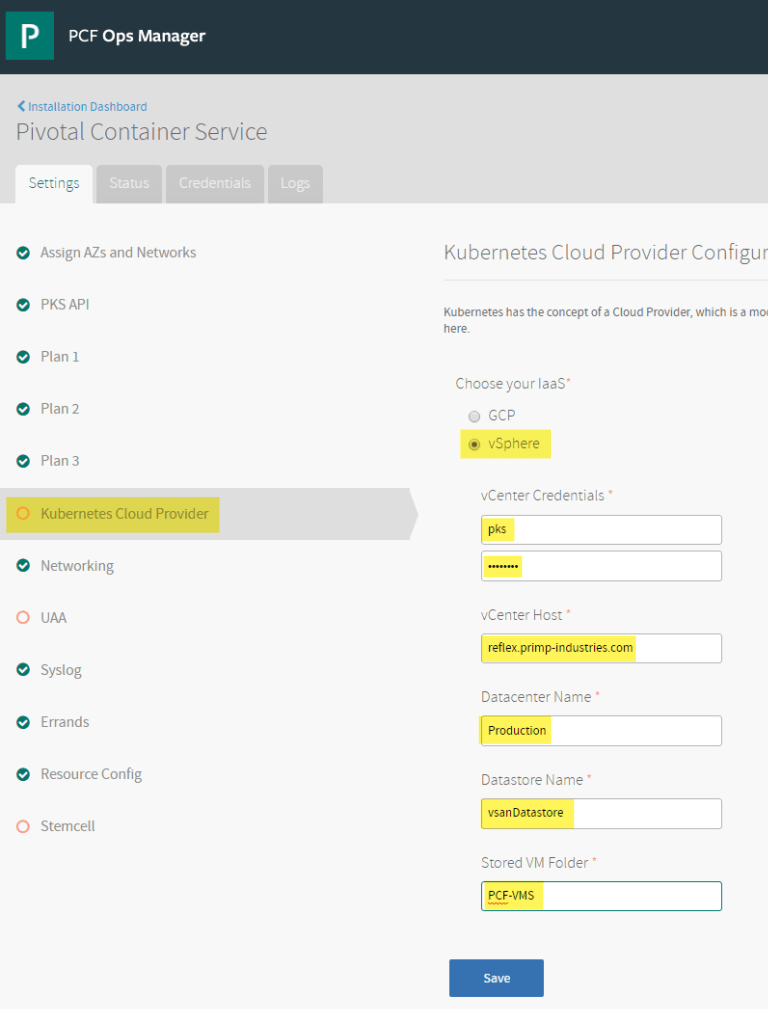 P PCF Ops Manager
Installation Dashboard
Pivotal Container Service
Settings Status Credentials Logs
Assign AZs and Networks
PKS API
Plan 1
Plan 2
Plan 3
Kubernetes Cloud Provider
Networking
UAA
Syslog
Errands
Resource Config
Stemcell
Kubernetes Cloud Provider Configur
Kubernetes has the concept of a Cloud Provider, which is a mo
here.
Choose your IaaS*
GCP
vSphere
vCenter Credentials *
pks
••••••••
vCenter Host *
reflex.primp-industries.com
Datacenter Name *
Production
Datastore Name *
vsanDatastore
Stored VM Folder *
PCF-VMS
Save